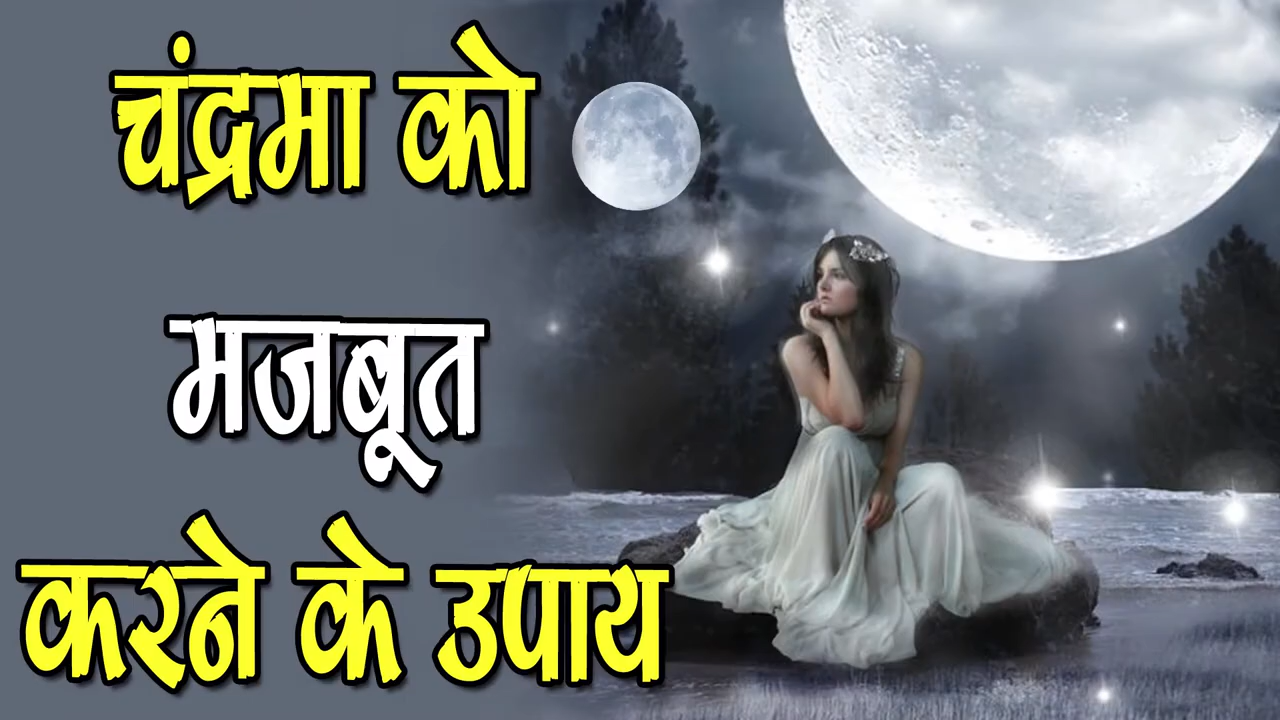 चंद्रमा को
मजबूत
करने के उपाय